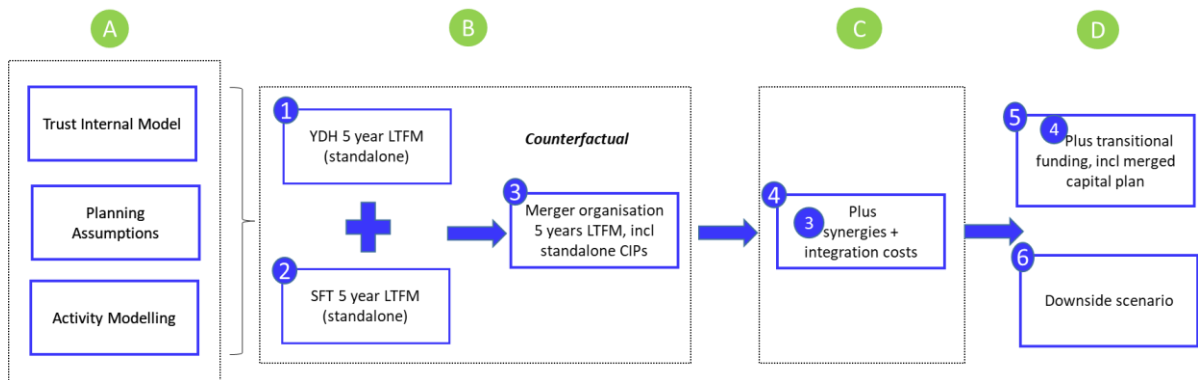 A
B
C
D
Trust Internal Model
Planning
Assumptions
Activity Modelling
1
YDH 5 year LTFM
(standalone)
2
SFT 5 year LTFM
(standalone)
Counterfactual
3
Merger organisation
5 years LTFM, incl
standalone CIPs
4
3
Plus
synergies +
integration costs
5
4
Plus transitional
funding, incl merged
capital plan
6
Downside scenario